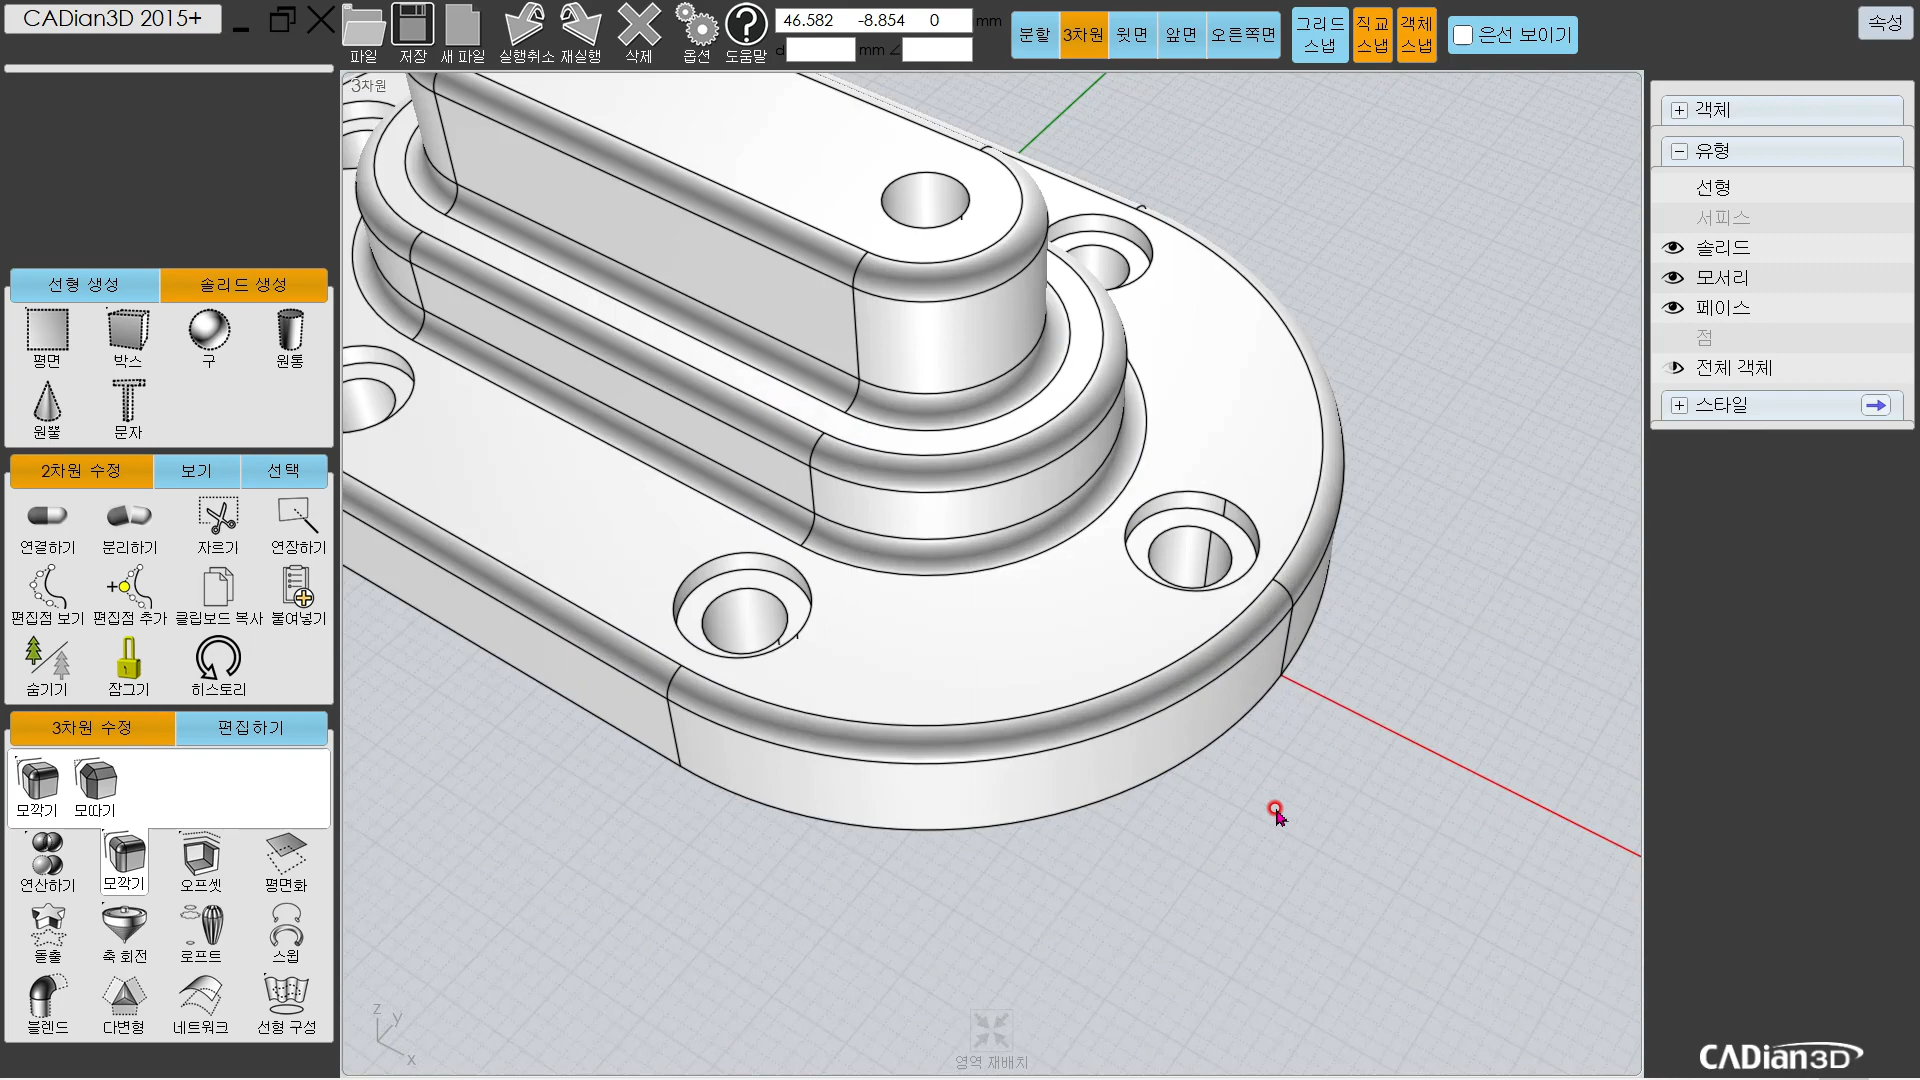 CADian3D 2015+
파일
저장
새 파일
실행취소
재실행
삭제
옵션
도움말
46.582 -8.854 0 mm
d mm ∠
분할
3차원
윗면
앞면
오른쪽면
그리드
스냅
직교
스냅
객체
스냅
은선 보이기
속성
3차원
객체
유형
선형
서피스
솔리드
모서리
페이스
점
전체 객체
스타일
선형 생성
솔리드 생성
평면
박스
구
원통
원뿔
문자
2차원 수정
보기
선택
연결하기
분리하기
자르기
연장하기
편집점 보기
편집점 추가
클립보드 복사
붙여넣기
숨기기
잠그기
히스토리
3차원 수정
편집하기
모깍기
모따기
연산하기
모깍기
오프셋
평면화
돌출
축 회전
로프트
스윕
블렌드
다변형
네트워크
선형 구성
z
y
x
영역 재배치
CADian3D